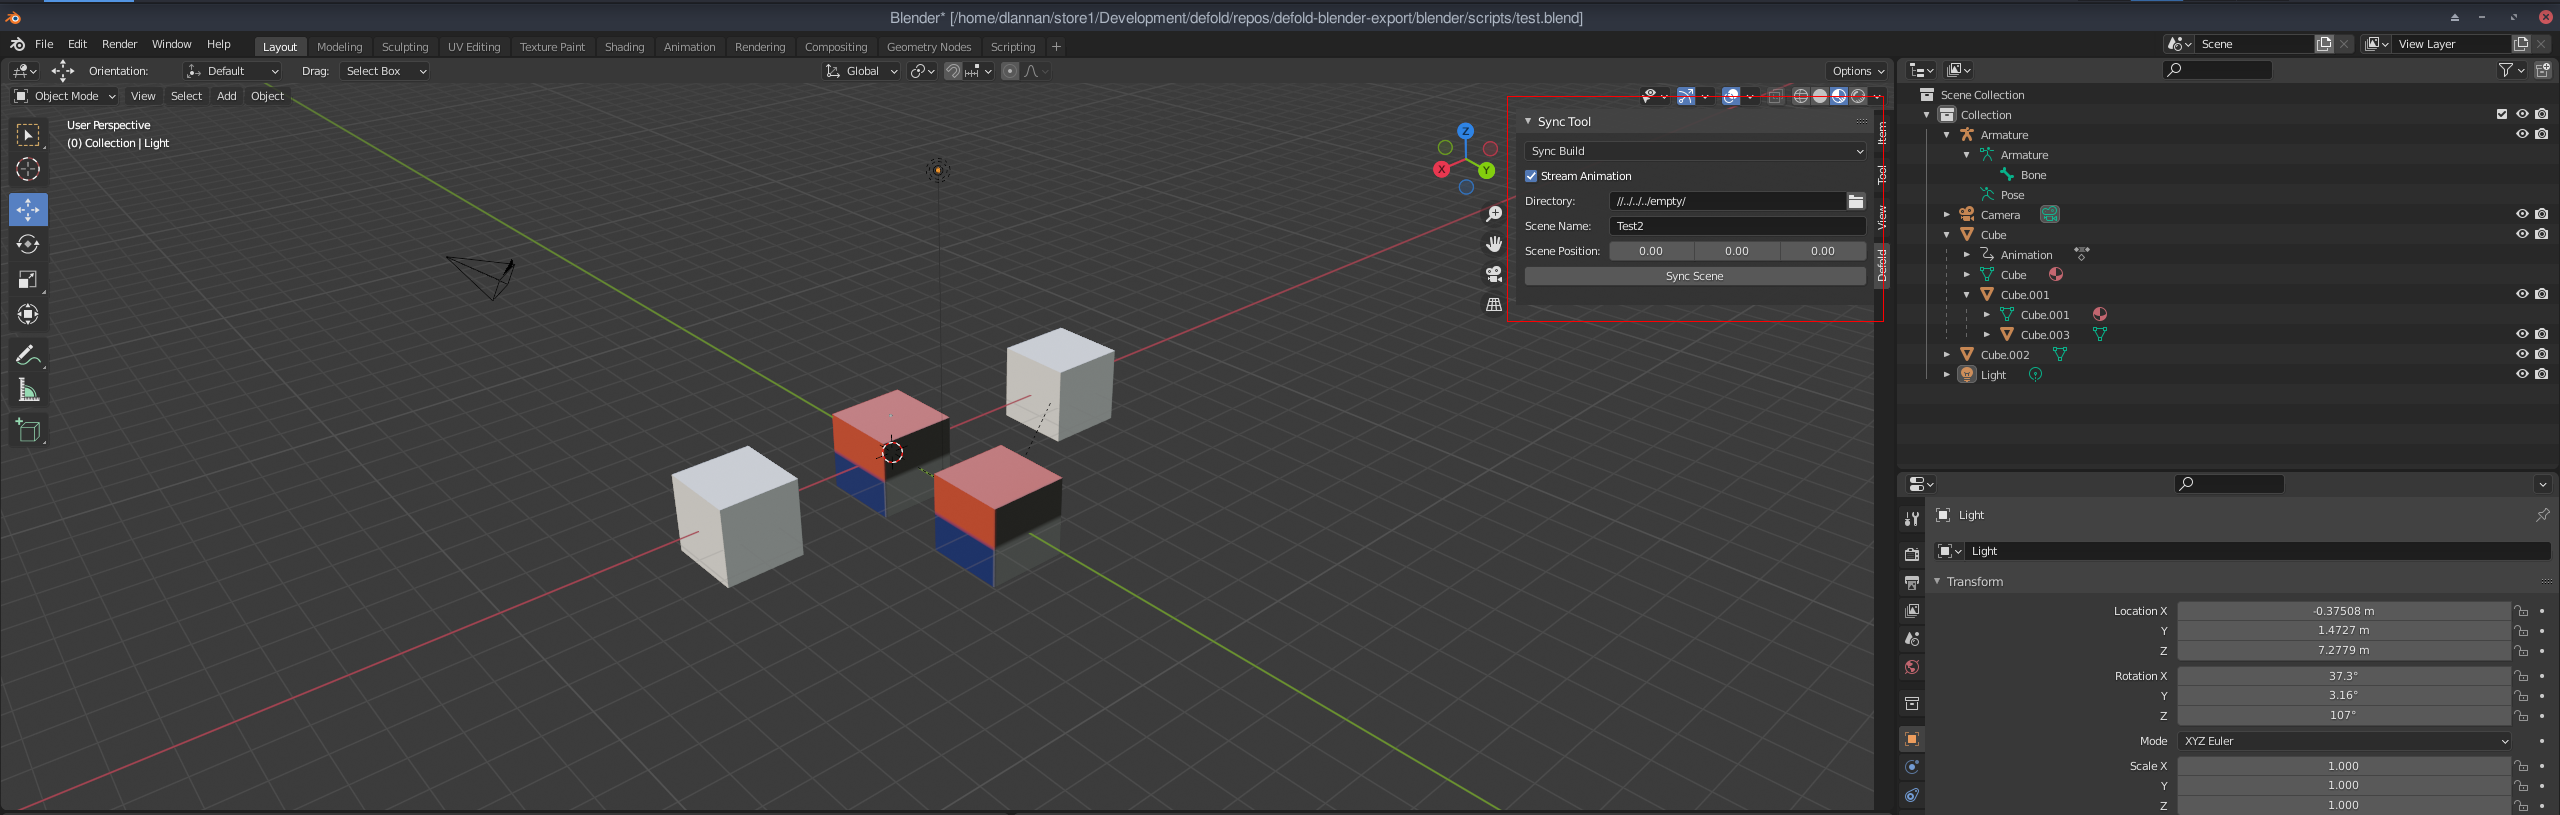 Blender* [/home/dlannan/store1/Development/defold/repos/defold-blender-export/blender/scripts/test.blend]
File Edit Render Window Help Layout Modeling Sculpting UV Editing Texture Paint Shading Animation Rendering Compositing Geometry Nodes Scripting + Scene View Layer
Orientation: Default Drag: Select Box Global Options
Object Mode View Select Add Object
User Perspective
(0) Collection | Light
Z
X
Y
Sync Tool
Sync Build
Stream Animation
Directory: //../../../empty/
Scene Name: Test2
Scene Position: 0.00 0.00 0.00
Sync Scene
Item
Tool
View
Defold
Scene Collection
Collection
Armature
Armature
Bone
Pose
Camera
Cube
Animation
Cube
Cube.001
Cube.001
Cube.003
Cube.002
Light
Light
Light
Transform
Location X -0.37508 m
Y 1.4727 m
Z 7.2779 m
Rotation X 37.3°
Y 3.16°
Z 107°
Mode XYZ Euler
Scale X 1.000
Y 1.000
Z 1.000